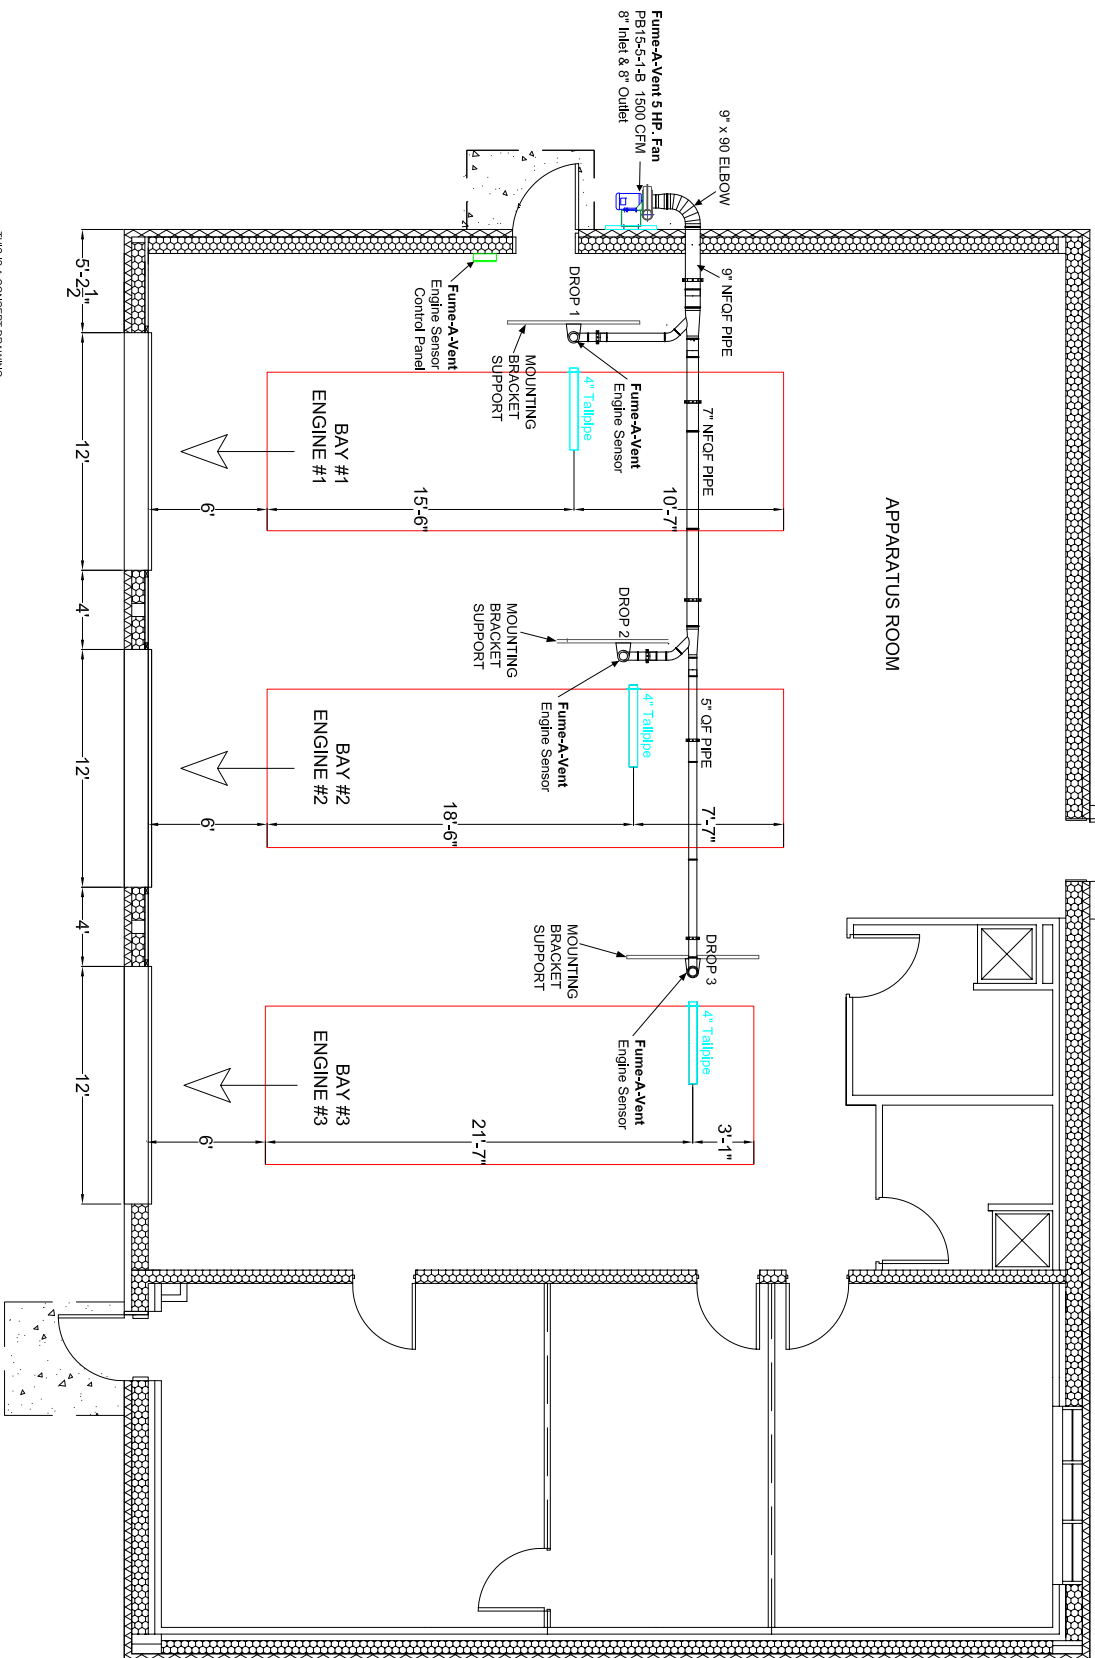 APPARATUS ROOM
9" x 90 ELBOW
9" NFQF PIPE
7" NFQF PIPE
5" QF PIPE
Fume-A-Vent 5 HP. Fan
PB15-5-1-B 1500 CFM
8" Inlet & 8" Outlet
DROP 1
4" Tailpipe
Fume-A-Vent
Engine Sensor
MOUNTING
BRACKET
SUPPORT
Fume-A-Vent
Engine Sensor
Control Panel
10'-7"
15'-6"
BAY #1
ENGINE #1
6'
DROP 2
4" Tailpipe
Fume-A-Vent
Engine Sensor
MOUNTING
BRACKET
SUPPORT
7'-7"
18'-6"
BAY #2
ENGINE #2
6'
DROP 3
4" Tailpipe
Fume-A-Vent
Engine Sensor
MOUNTING
BRACKET
SUPPORT
3'-1"
21'-7"
BAY #3
ENGINE #3
6'
5'-2 1/2"
12'
4'
12'
4'
12'